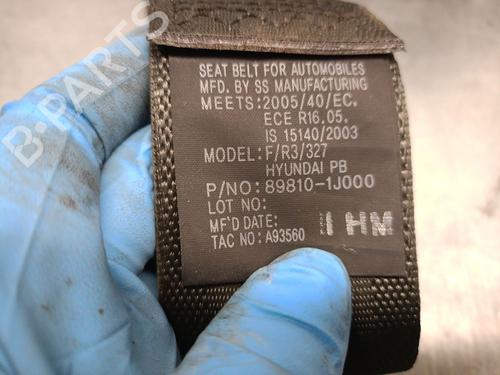 SEAT BELT FOR AUTOMOBILES
MFD. BY SS MANUFACTURING
MEETS:2005/40/EC.
ECE R16.05.
IS 15140/2003
MODEL: F/R3/327
HYUNDAI PB
P/NO: 89810-1J000
LOT NO:
MF'D DATE: I HM
TAC NO: A93560
B-PARTS